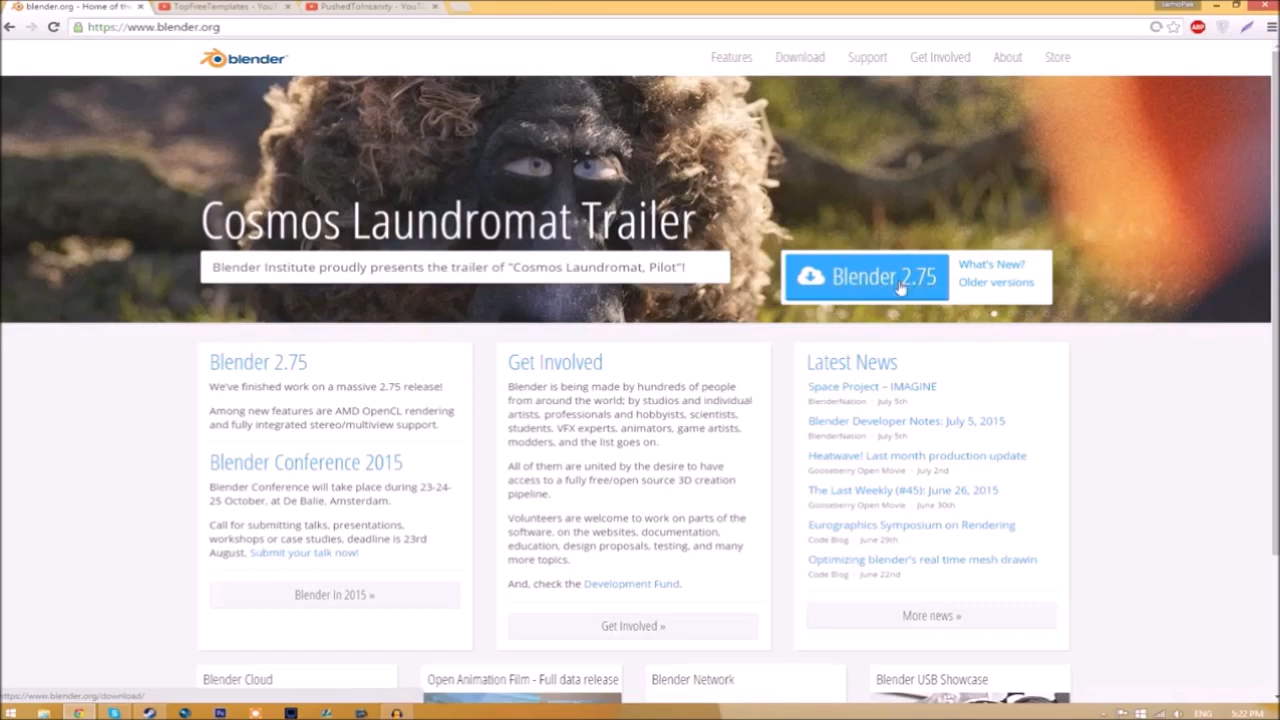 blender.org - Home of the
TopFreeTemplates - YouT
PushedToInsanity - YouTub
IamoPak
https://www.blender.org
ABP
blender
Features
Download
Support
Get Involved
About
Store
Cosmos Laundromat Trailer
Blender Institute proudly presents the trailer of "Cosmos Laundromat, Pilot"!
Blender 2.75
What's New?
Older versions
Blender 2.75
We've finished work on a massive 2.75 release!
Among new features are AMD OpenCL rendering
and fully integrated stereo/multiview support.
Blender Conference 2015
Blender Conference will take place during 23-24-
25 October, at De Balie, Amsterdam.
Call for submitting talks, presentations,
workshops or case studies, deadline is 23rd
August. Submit your talk now!
Blender In 2015 »
Get Involved
Blender is being made by hundreds of people
from around the world; by studios and individual
artists, professionals and hobbyists, scientists,
students, VFX experts, animators, game artists,
modders, and the list goes on.
All of them are united by the desire to have
access to a fully free/open source 3D creation
pipeline.
Volunteers are welcome to work on parts of the
software, on the websites, documentation,
education, design proposals, testing, and many
more topics.
And, check the Development Fund.
Get Involved »
Latest News
Space Project – IMAGINE
BlenderNation · July 5th
Blender Developer Notes: July 5, 2015
BlenderNation · July 5th
Heatwave! Last month production update
Gooseberry Open Movie · July 2nd
The Last Weekly (#45): June 26, 2015
Gooseberry Open Movie · June 30th
Eurographics Symposium on Rendering
Code Blog · June 29th
Optimizing blender's real time mesh drawin
Code Blog · June 22nd
More news »
Blender Cloud
Open Animation Film - Full data release
Blender Network
Blender USB Showcase
https://www.blender.org/download/
ENG
5:22 PM